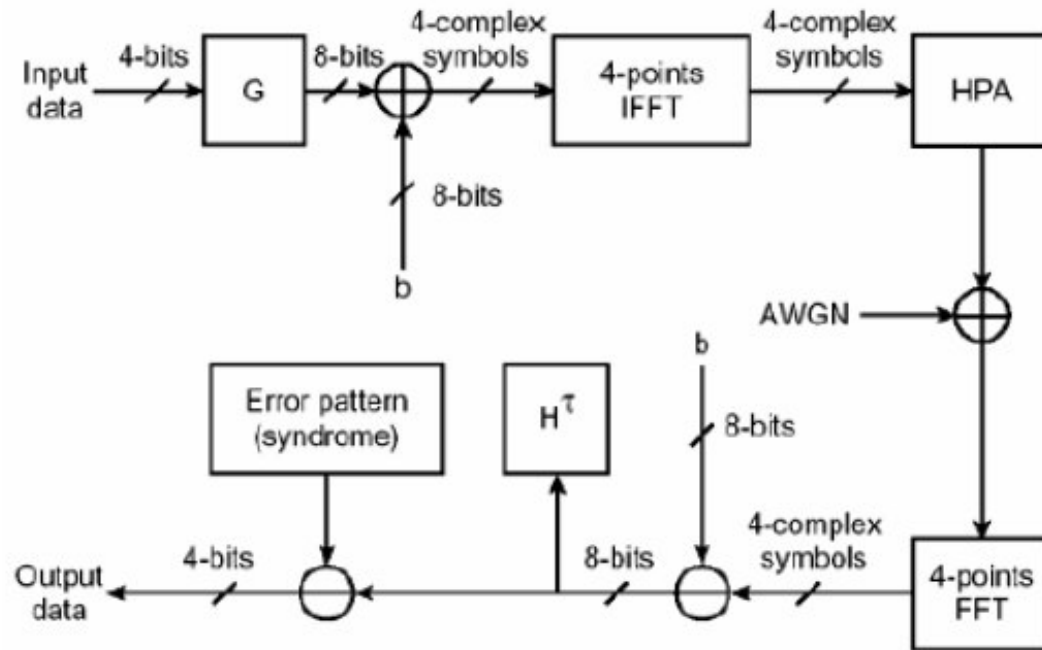 4-bits
8-bits
4-complex
symbols
4-complex
symbols
Input
data
G
4-points
IFFT
HPA
8-bits
b
AWGN
b
Error pattern
(syndrome)
H^τ
8-bits
4-complex
symbols
4-bits
8-bits
Output
data
4-points
FFT